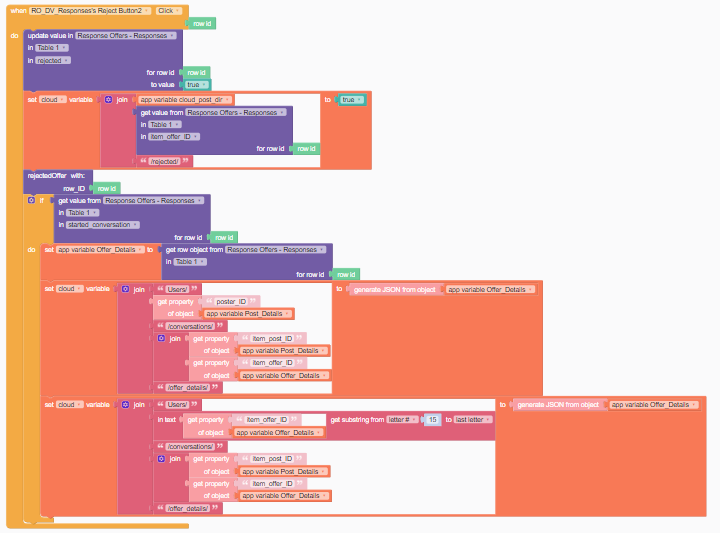 when RO_DV_Responses's Reject Button2 Click
row id
do update value in Response Offers - Responses
in Table 1
in rejected
for row id row id
to value true
set cloud variable join app variable cloud_post_dir to true
get value from Response Offers - Responses
in Table 1
in item_offer_ID
for row id row id
“ /rejected/ ”
rejectedOffer with:
row_ID row id
if get value from Response Offers - Responses
in Table 1
in started_conversation
for row id row id
do set app variable Offer_Details to get row object from Response Offers - Responses
in Table 1
for row id row id
set cloud variable join “ Users/ ” to generate JSON from object app variable Offer_Details
get property “ poster_ID ”
of object app variable Post_Details
“ /conversations/ ”
join get property “ item_post_ID ”
of object app variable Post_Details
get property “ item_offer_ID ”
of object app variable Offer_Details
“ /offer_details/ ”
set cloud variable join “ Users/ ” to generate JSON from object app variable Offer_Details
in text get property “ item_offer_ID ” get substring from letter # 15 to last letter
of object app variable Offer_Details
“ /conversations/ ”
join get property “ item_post_ID ”
of object app variable Post_Details
get property “ item_offer_ID ”
of object app variable Offer_Details
“ /offer_details/ ”